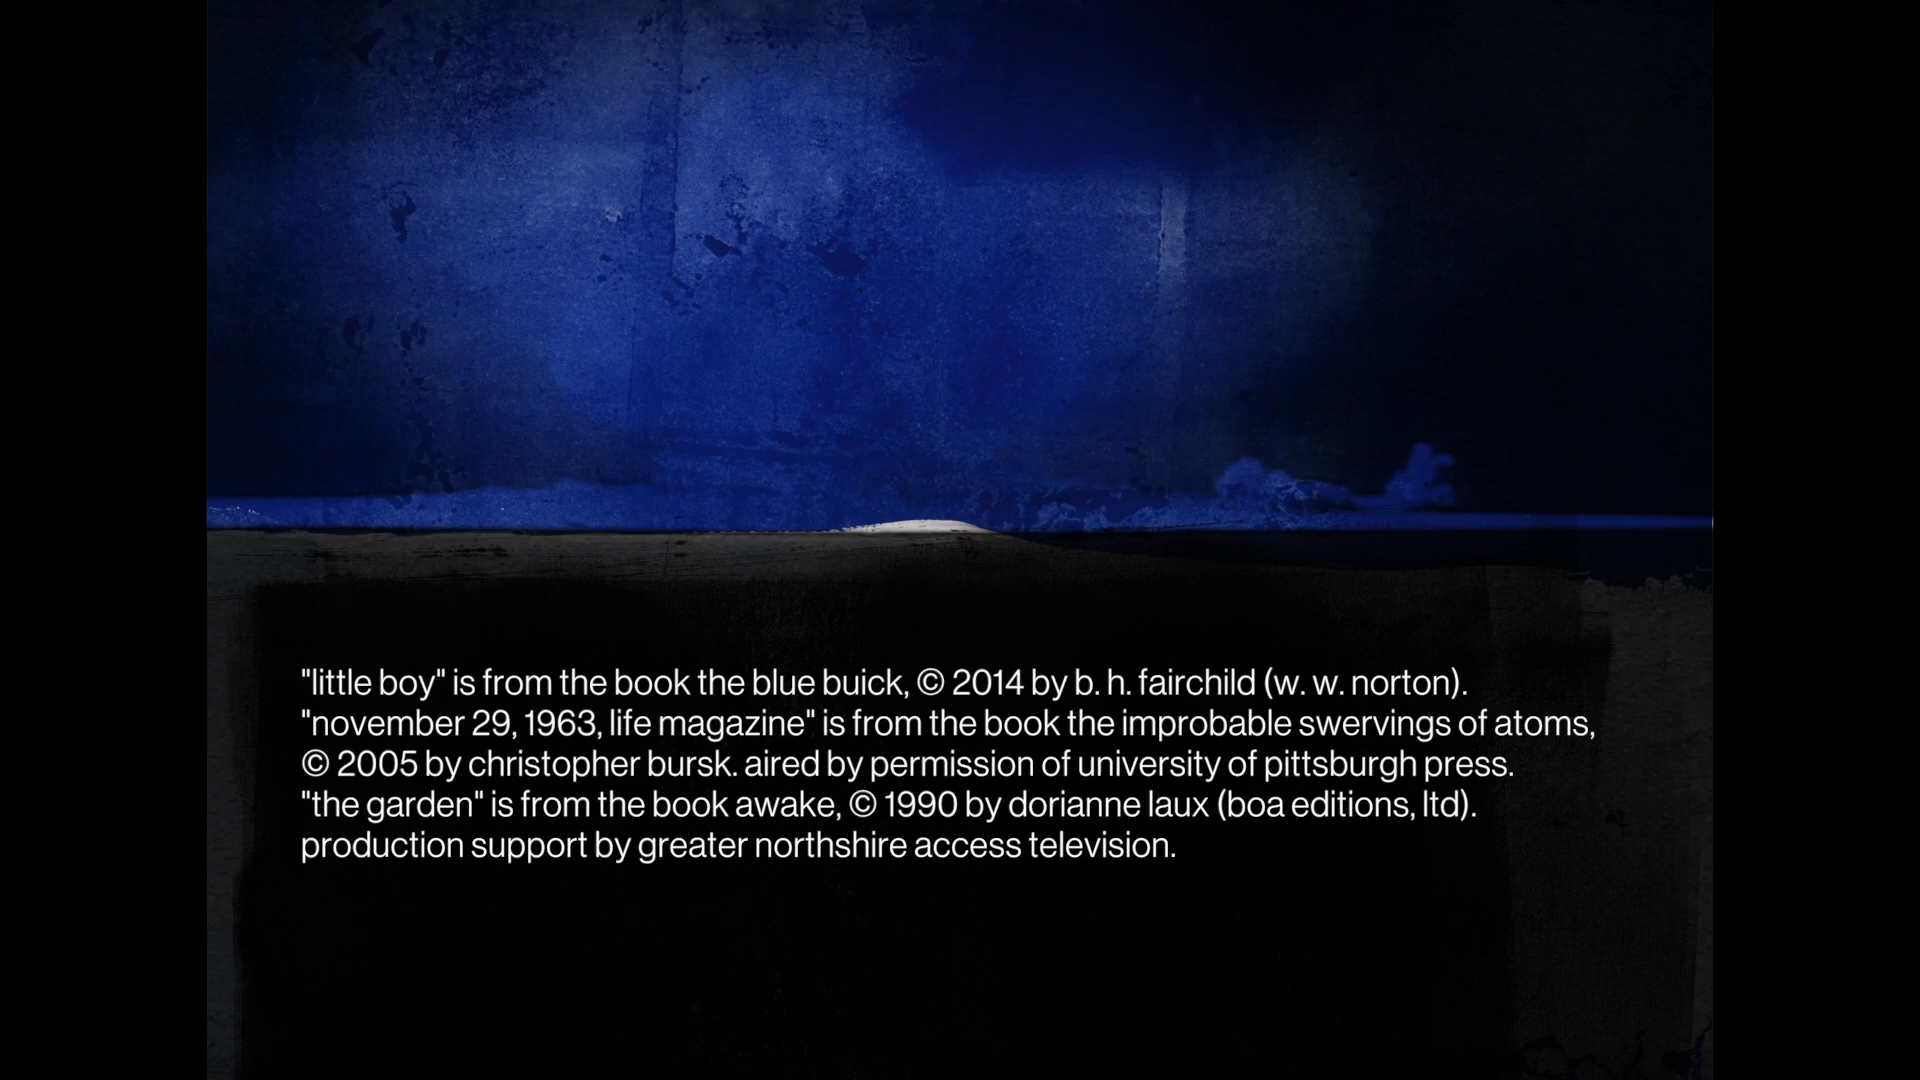 "little boy" is from the book the blue buick, © 2014 by b. h. fairchild (w. w. norton).
"november 29, 1963, life magazine" is from the book the improbable swervings of atoms,
© 2005 by christopher bursk. aired by permission of university of pittsburgh press.
"the garden" is from the book awake, © 1990 by dorianne laux (boa editions, ltd).
production support by greater northshire access television.